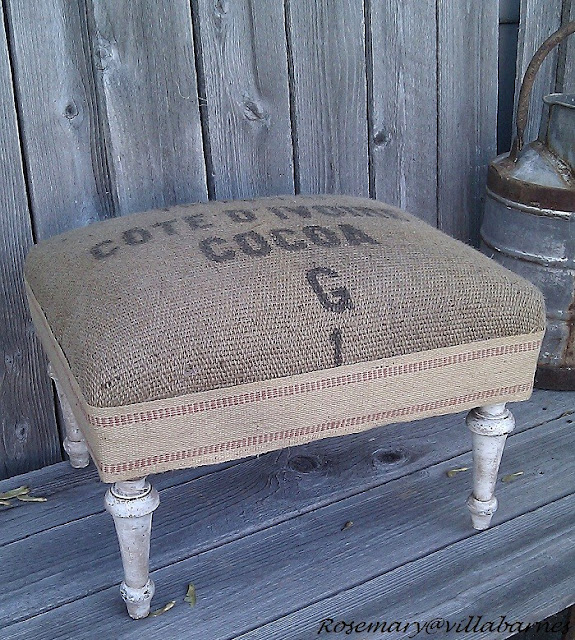 COTE D'IVOIRE
COCOA
G
1
Rosemary@villabarnes